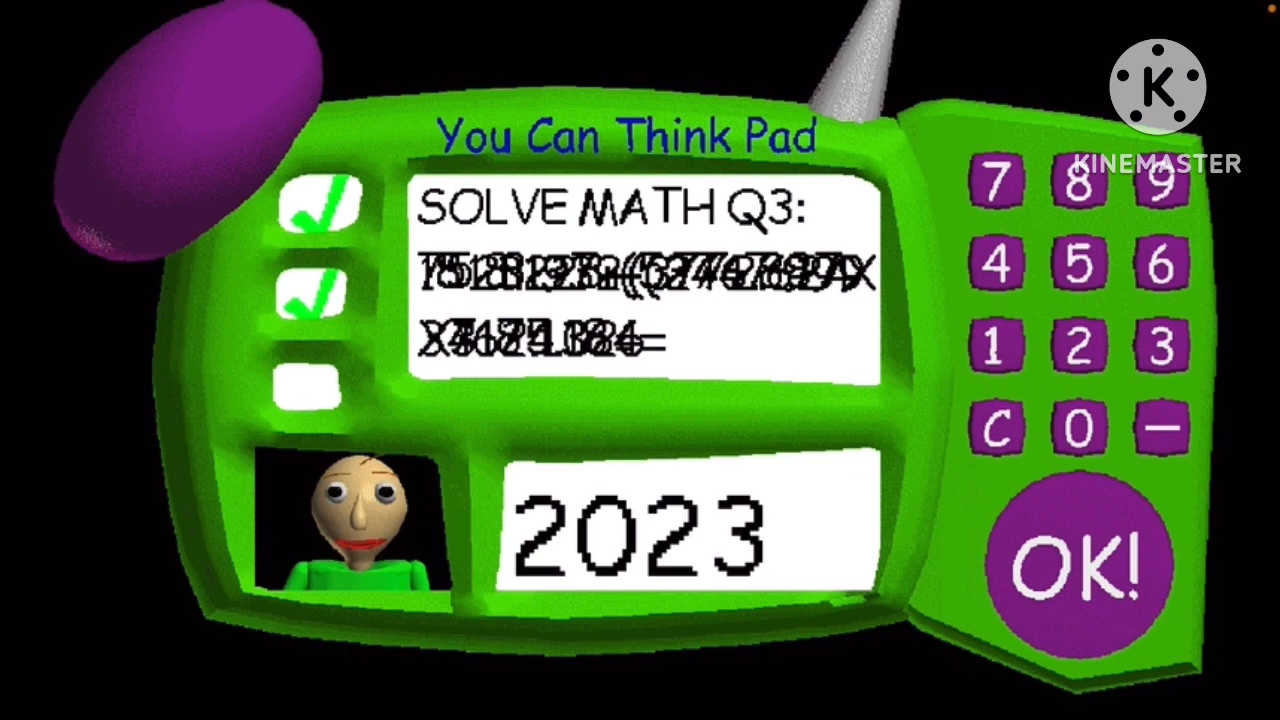 You Can Think Pad
SOLVE MATH Q3:
2023
7 8 9
4 5 6
1 2 3
C 0 −
OK!
K
KINEMASTER